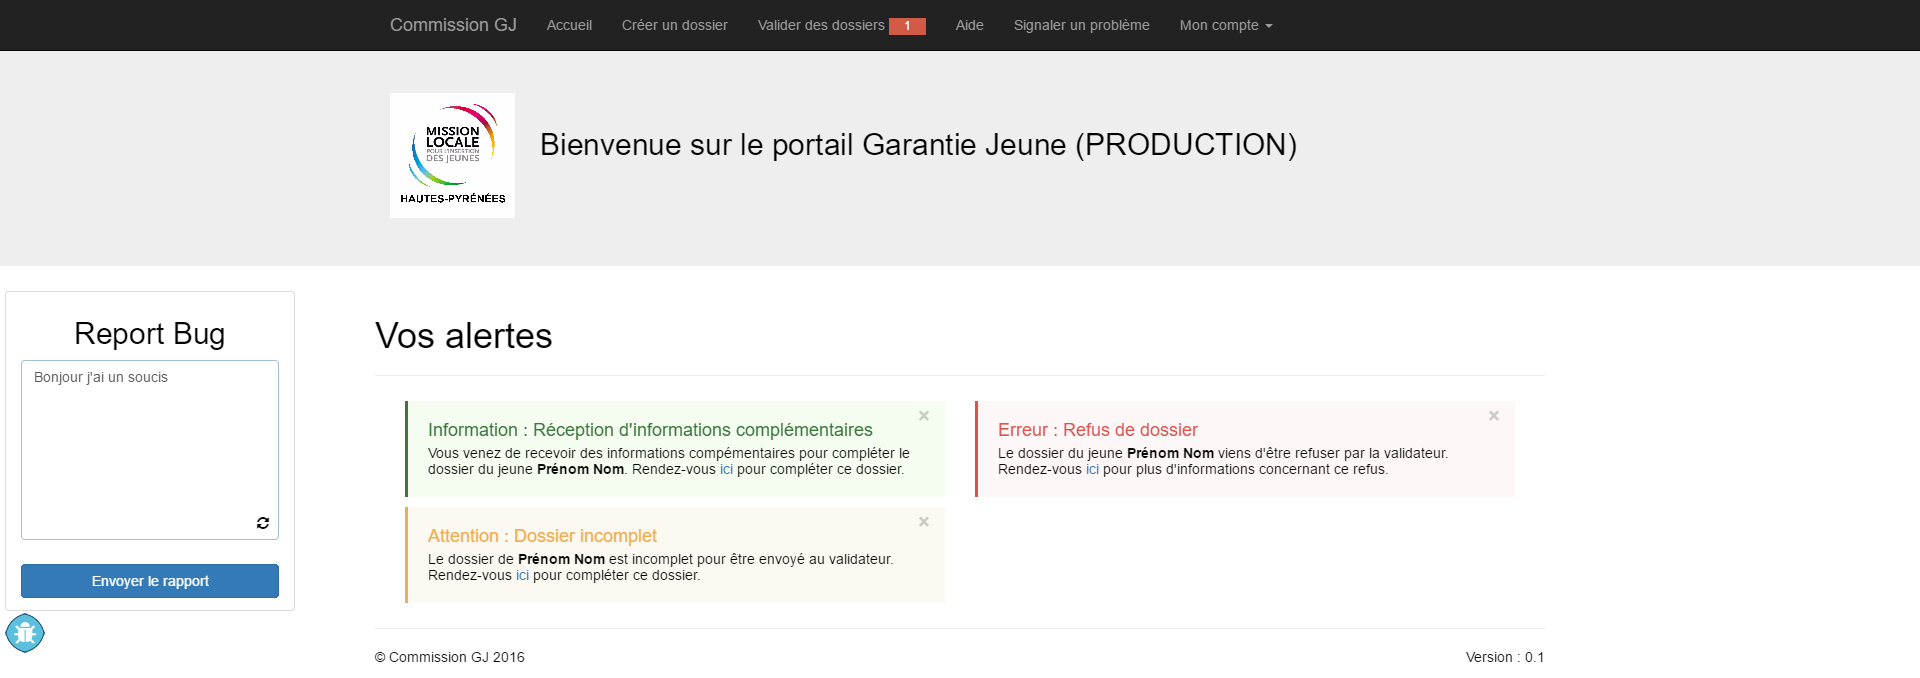 Commission GJ Accueil Créer un dossier Valider des dossiers 1 Aide Signaler un problème Mon compte
MISSION
LOCALE
POUR L'INSERTION
DES JEUNES
HAUTES-PYRÉNÉES
Bienvenue sur le portail Garantie Jeune (PRODUCTION)
Report Bug
Bonjour j'ai un soucis
Envoyer le rapport
Vos alertes
×
Information : Réception d'informations complémentaires
Vous venez de recevoir des informations compémentaires pour compléter le
dossier du jeune Prénom Nom. Rendez-vous ici pour compléter ce dossier.
×
Erreur : Refus de dossier
Le dossier du jeune Prénom Nom viens d'être refuser par la validateur.
Rendez-vous ici pour plus d'informations concernant ce refus.
×
Attention : Dossier incomplet
Le dossier de Prénom Nom est incomplet pour être envoyé au validateur.
Rendez-vous ici pour compléter ce dossier.
© Commission GJ 2016
Version : 0.1